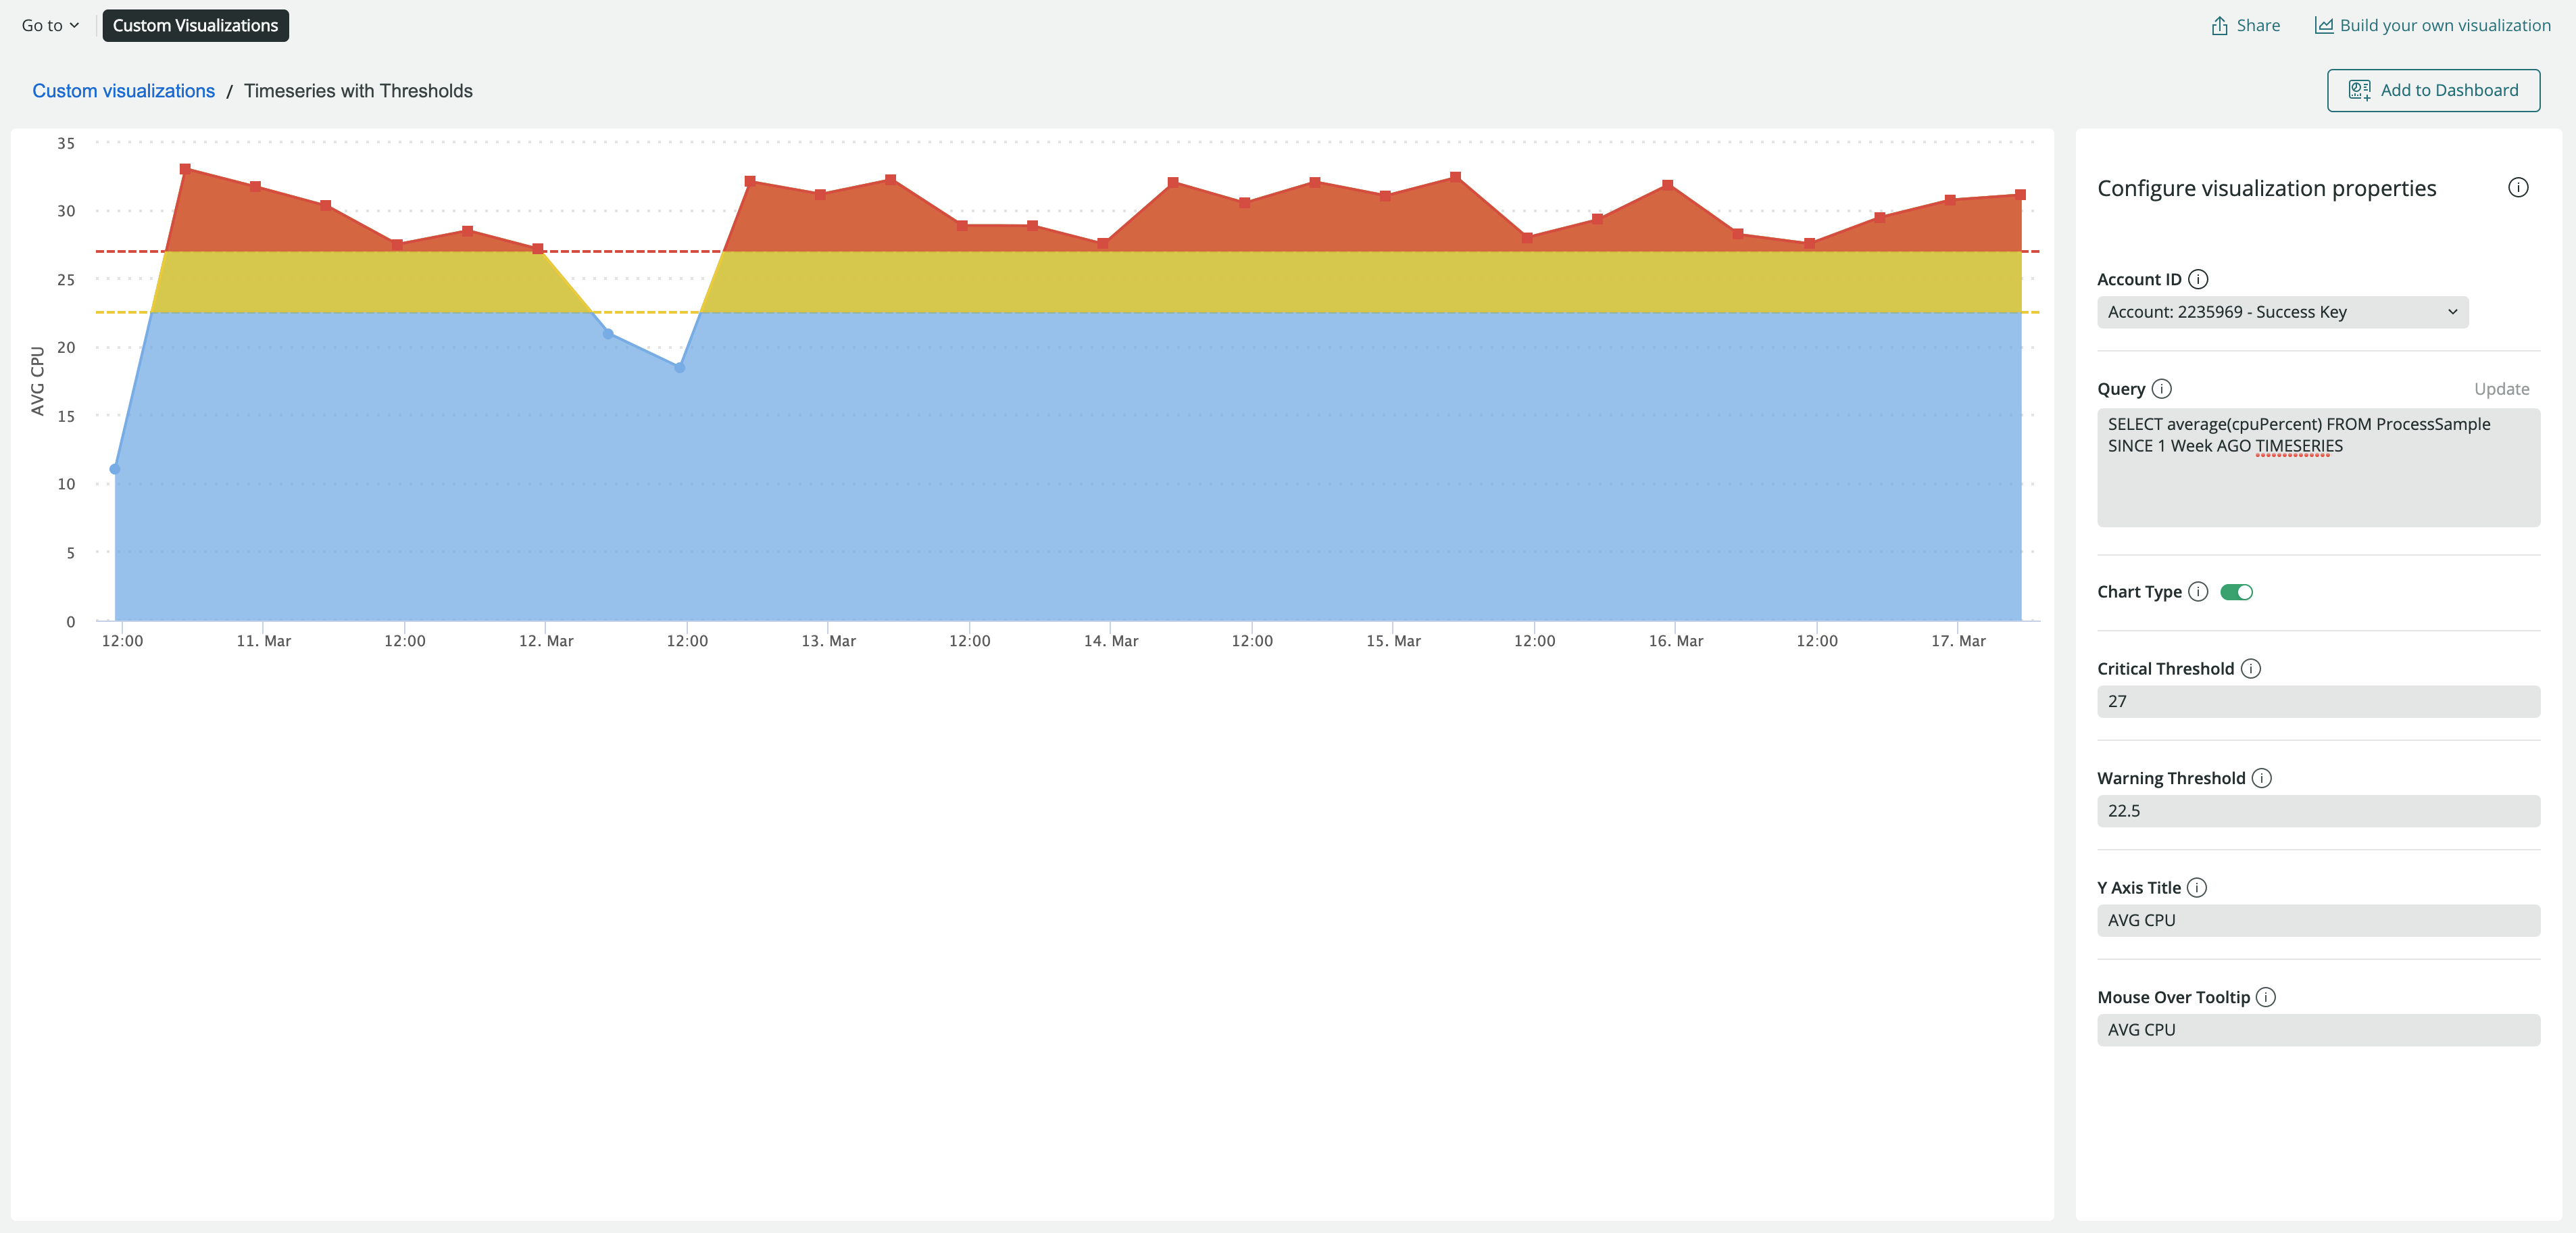 Go to
Custom Visualizations
Share
Build your own visualization
Custom visualizations / Timeseries with Thresholds
Add to Dashboard
AVG CPU
35
30
25
20
15
10
5
0
12:00
11. Mar
12:00
12. Mar
12:00
13. Mar
12:00
14. Mar
12:00
15. Mar
12:00
16. Mar
12:00
17. Mar
Configure visualization properties
Account ID
Account: 2235969 - Success Key
Query
Update
SELECT average(cpuPercent) FROM ProcessSample
SINCE 1 Week AGO TIMESERIES
Chart Type
Critical Threshold
27
Warning Threshold
22.5
Y Axis Title
AVG CPU
Mouse Over Tooltip
AVG CPU